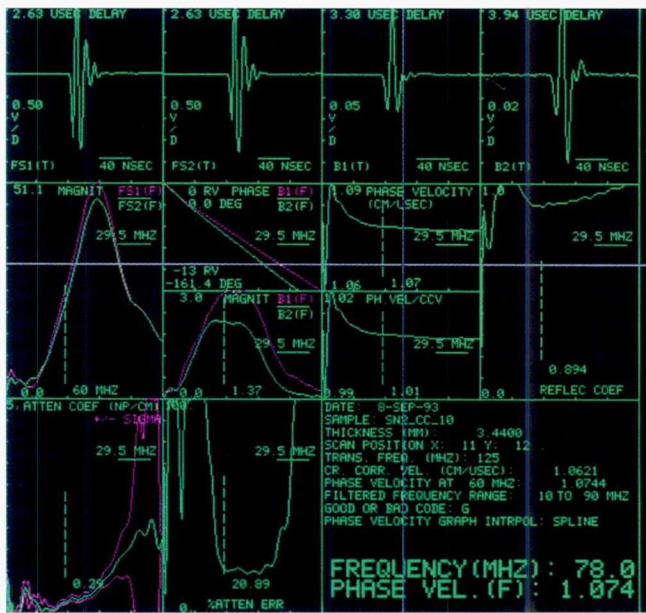 2.63 USEC DELAY
0.50
V
/
D
FS1(T)
40 NSEC
2.63 USEC DELAY
0.50
V
/
D
FS2(T)
40 NSEC
3.30 USEC DELAY
0.05
V
/
D
B1(T)
40 NSEC
3.94 USEC DELAY
0.02
V
/
D
B2(T)
40 NSEC
51.1 MAGNIT FS1(F)
FS2(F)
29.5 MHZ
0.0 60 MHZ
0 RV PHASE B1(F)
0.0 DEG B2(F)
29.5 MHZ
-13 RV
-161.4 DEG
3.0 MAGNIT B1(F)
B2(F)
29.5 MHZ
0.0 1.37
1.09 PHASE VELOCITY
(CM/USEC)
29.5 MHZ
1.06 1.07
1.02 PH.VEL/CCV
29.5 MHZ
0.99 1.01
1.0
29.5 MHZ
0.894
0.0 REFLEC COEF
5. ATTEN COEF (NP/CM)
+/- SIGMA
29.5 MHZ
0.29
100.
29.5 MHZ
20.89
0. %ATTEN ERR
DATE: 8-SEP-93
SAMPLE: SN2_CC_10
THICKNESS (MM): 3.4400
SCAN POSITION X: 11 Y: 12
TRANS. FREQ. (MHZ): 125
CR. CORR. VEL. (CM/USEC): 1.0621
PHASE VELOCITY AT 60 MHZ: 1.0744
FILTERED FREQUENCY RANGE: 10 TO 90 MHZ
GOOD OR BAD CODE: G
PHASE VELOCITY GRAPH INTRPOL: SPLINE
FREQUENCY(MHZ): 78.0
PHASE VEL.(F): 1.074